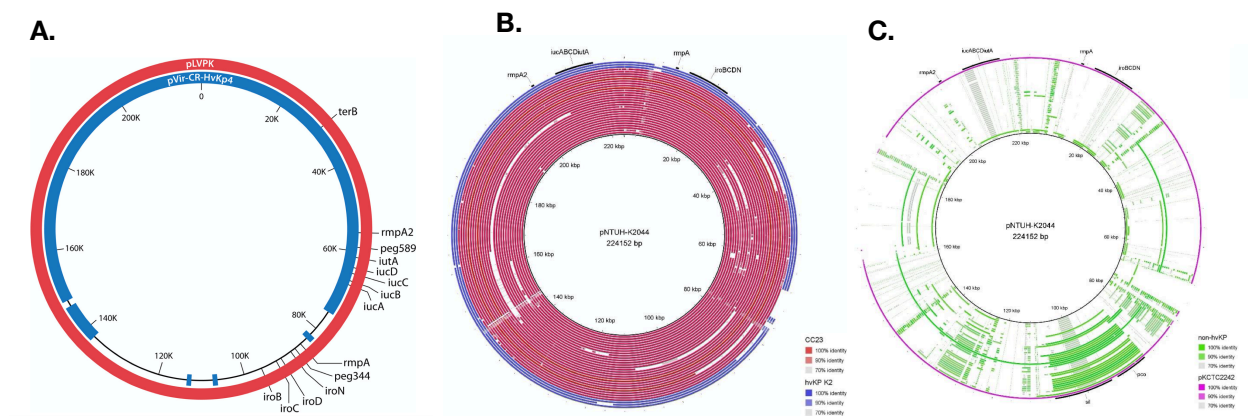 A.
pLVPK
pVir-CR-HvKp4
0
20K
40K
60K
80K
100K
120K
140K
160K
180K
200K
terB
rmpA2
peg589
iutA
iucD
iucC
iucB
iucA
rmpA
peg344
iroN
iroD
iroC
iroB
B.
iucABCDiutA
rmpA
iroBCDN
rmpA2
220 kbp
20 kbp
40 kbp
60 kbp
80 kbp
100 kbp
120 kbp
140 kbp
160 kbp
180 kbp
200 kbp
pNTUH-K2044
224152 bp
CC23
100% identity
90% identity
70% identity
hvKP K2
100% identity
90% identity
70% identity
C.
iucABCDiutA
rmpA
iroBCDN
rmpA2
220 kbp
20 kbp
40 kbp
60 kbp
80 kbp
100 kbp
120 kbp
140 kbp
160 kbp
180 kbp
200 kbp
pNTUH-K2044
224152 bp
pco
sil
non-hvKP
100% identity
90% identity
70% identity
pKCTC2242
100% identity
90% identity
70% identity